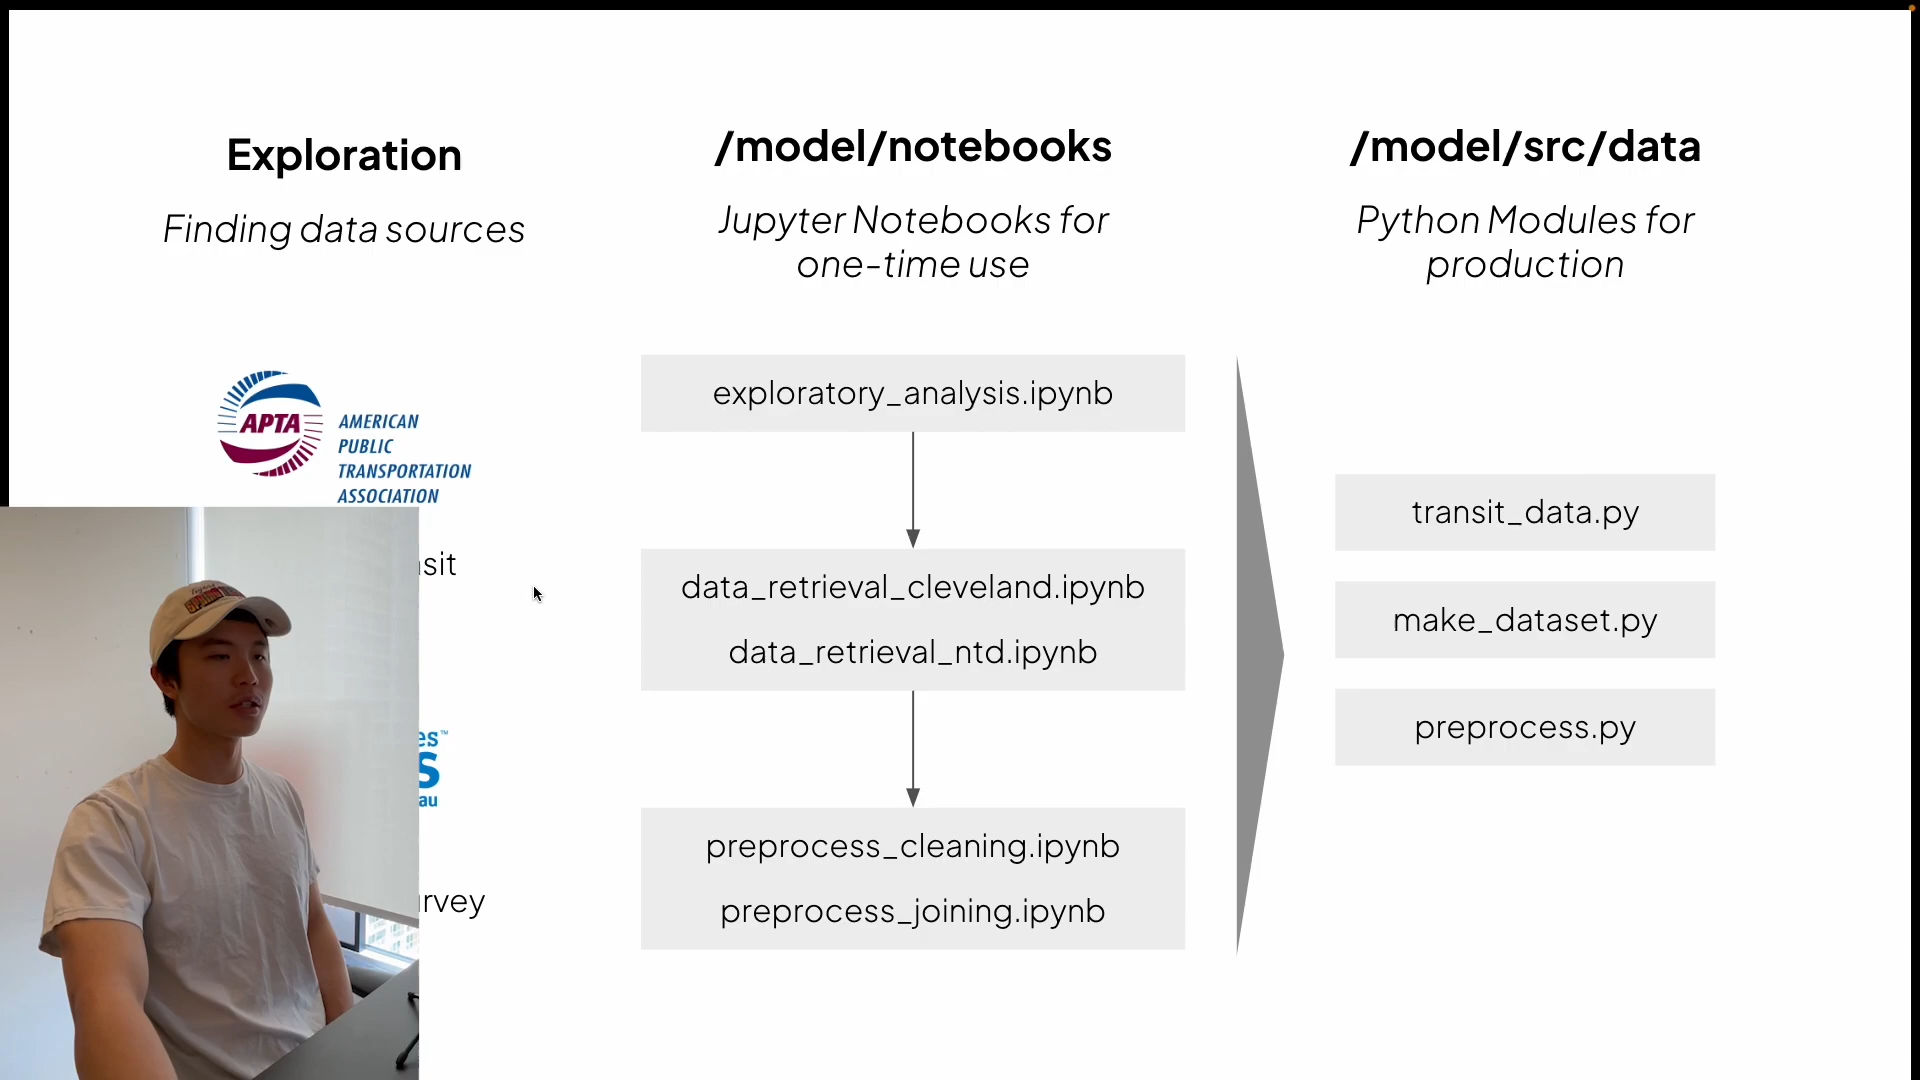 Exploration
Finding data sources
APTA
AMERICAN
PUBLIC
TRANSPORTATION
ASSOCIATION
/model/notebooks
Jupyter Notebooks for
one-time use
exploratory_analysis.ipynb
data_retrieval_cleveland.ipynb
data_retrieval_ntd.ipynb
preprocess_cleaning.ipynb
preprocess_joining.ipynb
/model/src/data
Python Modules for
production
transit_data.py
make_dataset.py
preprocess.py